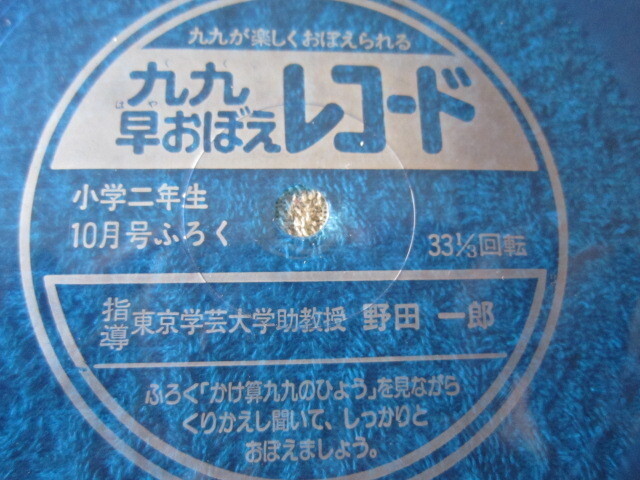 九九が楽しくおぼえられる
九九
早おぼえレコード
小学二年生
10月号ふろく
33⅓回転
指導 東京学芸大学助教授 野田 一郎
ふろく「かけ算九九のひょう」を見ながら
くりかえし聞いて、しっかりと
おぼえましょう。